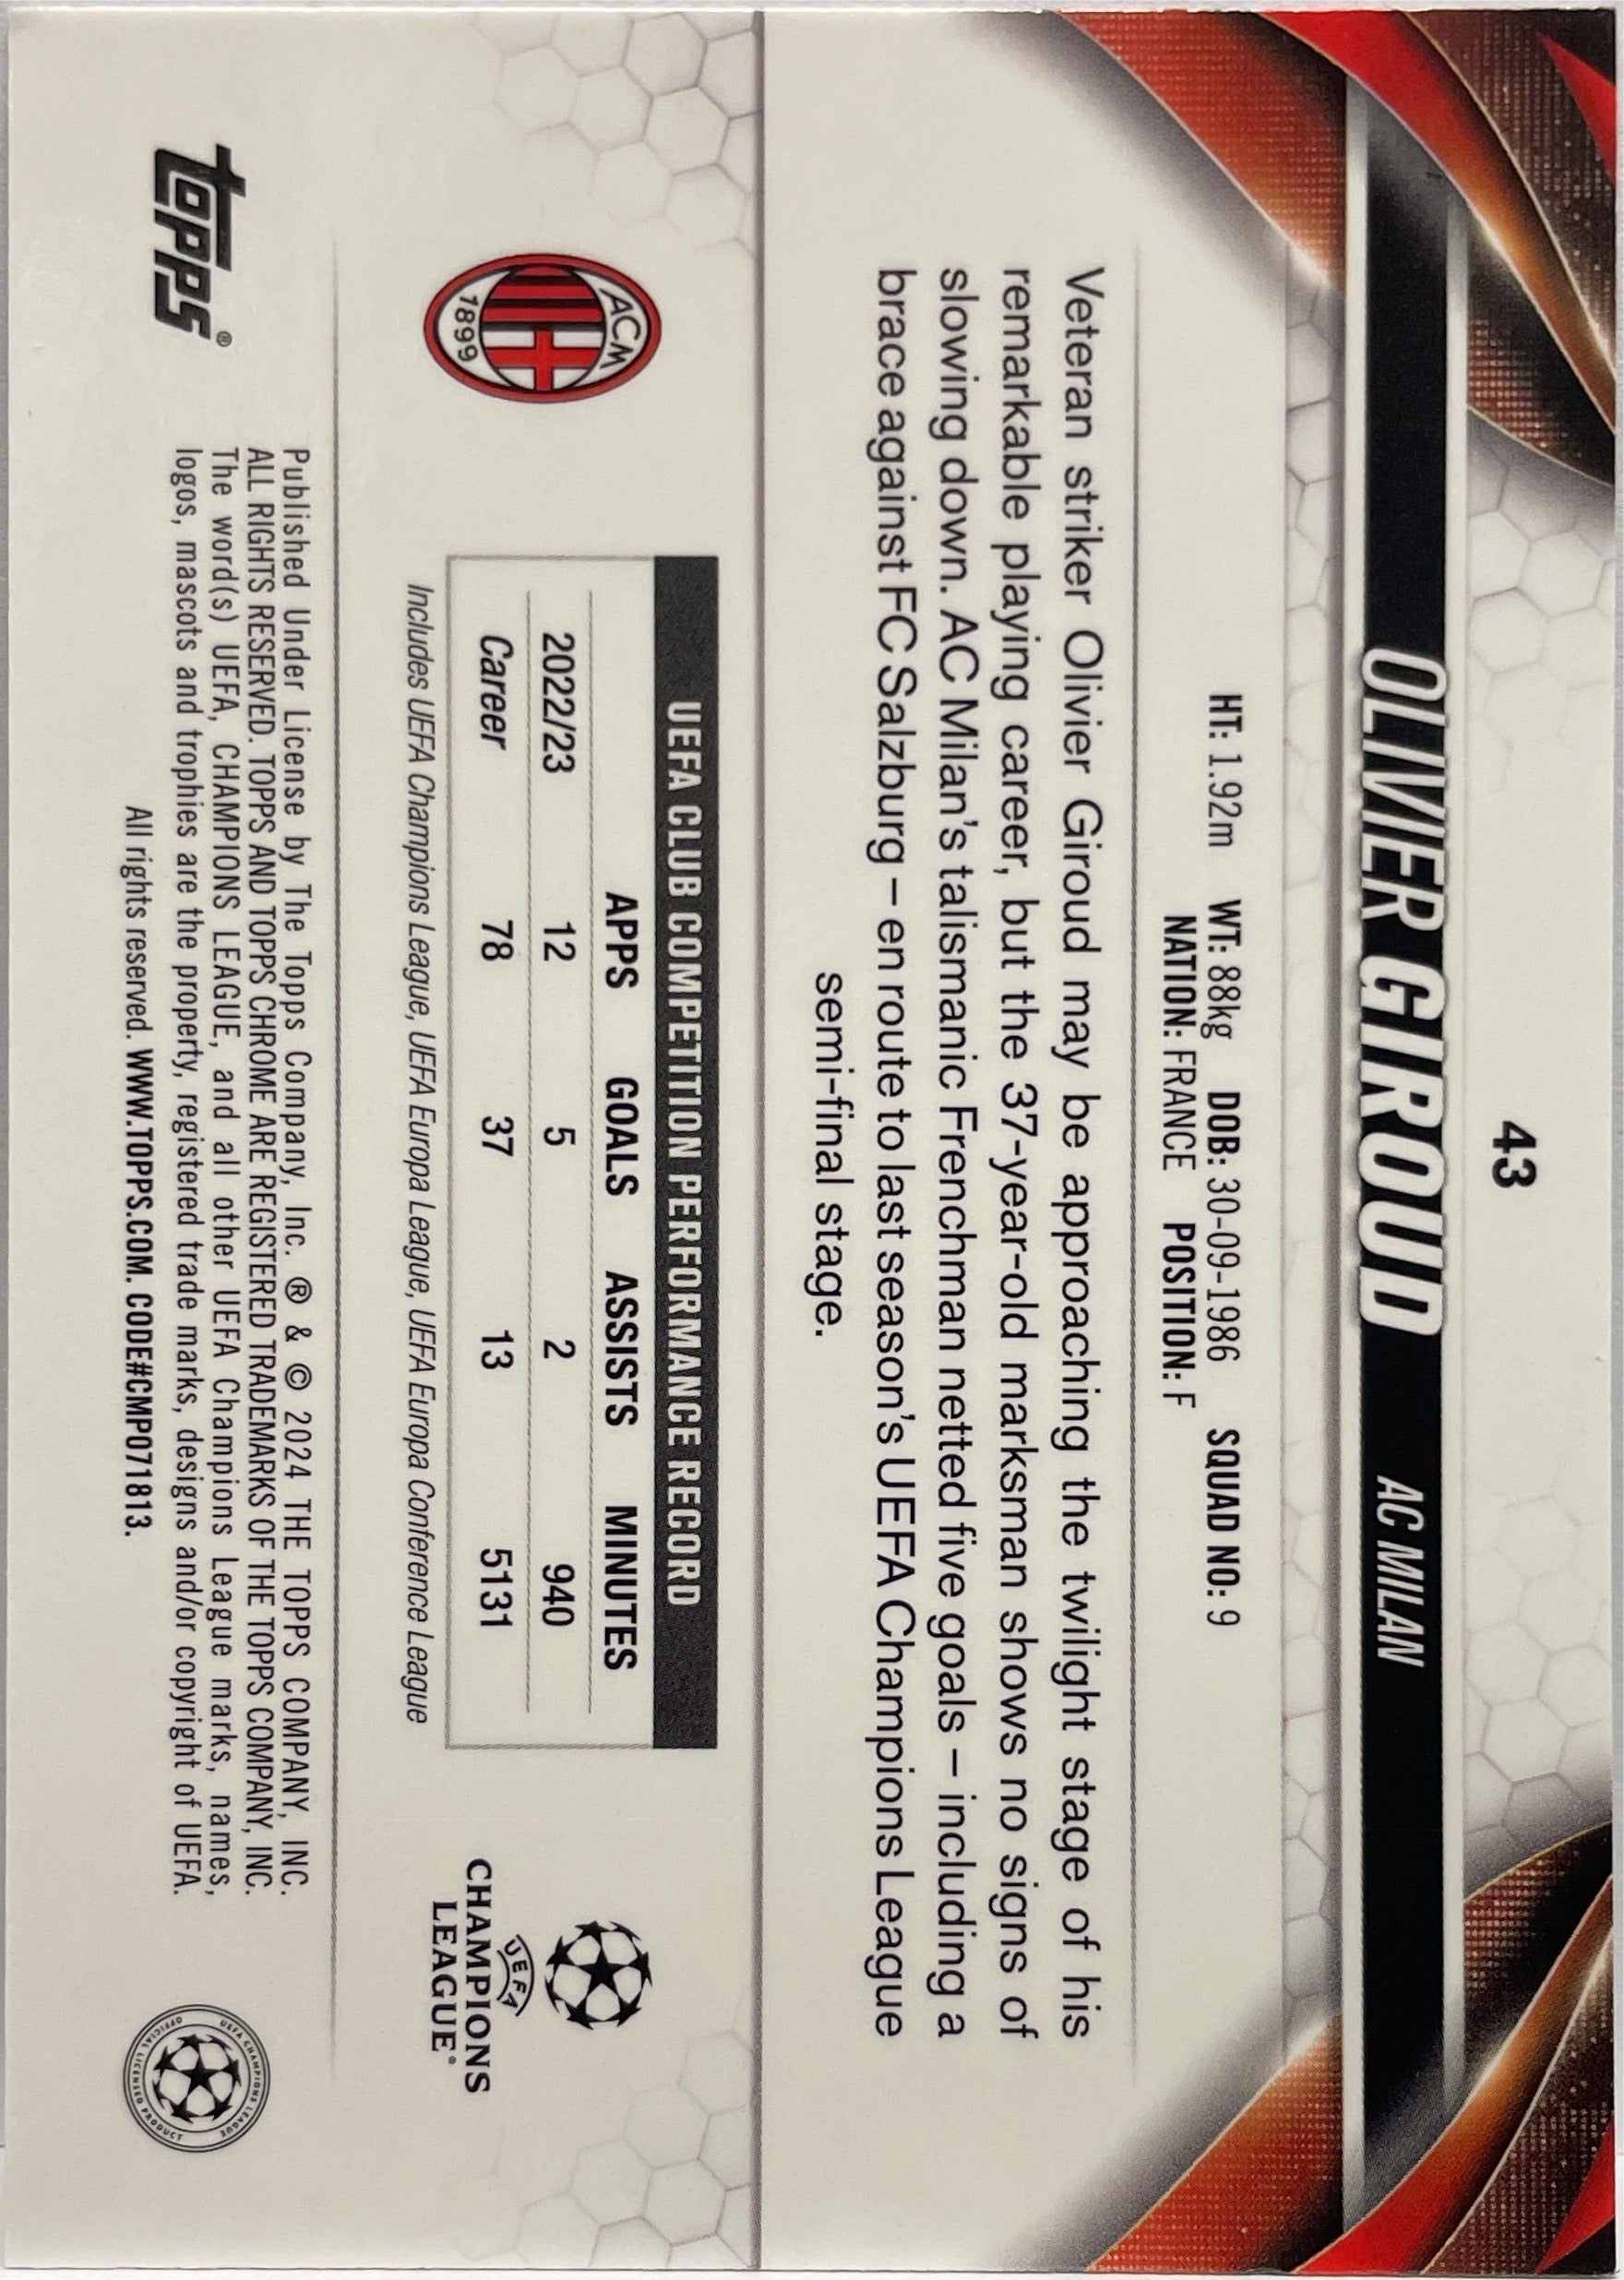 43
OLIVIER GIROUD AC MILAN
HT: 1.92m WT: 88kg DOB: 30-09-1986 SQUAD NO: 9
NATION: FRANCE POSITION: F
Veteran striker Olivier Giroud may be approaching the twilight stage of his
remarkable playing career, but the 37-year-old marksman shows no signs of
slowing down. AC Milan's talismanic Frenchman netted five goals – including a
brace against FC Salzburg – en route to last season's UEFA Champions League
semi-final stage.
ACM
1899
UEFA CLUB COMPETITION PERFORMANCE RECORD
APPS GOALS ASSISTS MINUTES
2022/23 12 5 2 940
Career 78 37 13 5131
Includes UEFA Champions League, UEFA Europa League, UEFA Europa Conference League
UEFA
CHAMPIONS
LEAGUE®
topps®
Published Under License by The Topps Company, Inc. ® & © 2024 THE TOPPS COMPANY, INC.
ALL RIGHTS RESERVED. TOPPS AND TOPPS CHROME ARE REGISTERED TRADEMARKS OF THE TOPPS COMPANY, INC.
The word(s) UEFA, CHAMPIONS LEAGUE, and all other UEFA Champions League marks, names,
logos, mascots and trophies are the property, registered trade marks, designs and/or copyright of UEFA.
All rights reserved. WWW.TOPPS.COM. CODE#CMP071813.
UEFA CHAMPIONS LEAGUE
OFFICIAL LICENSED PRODUCT